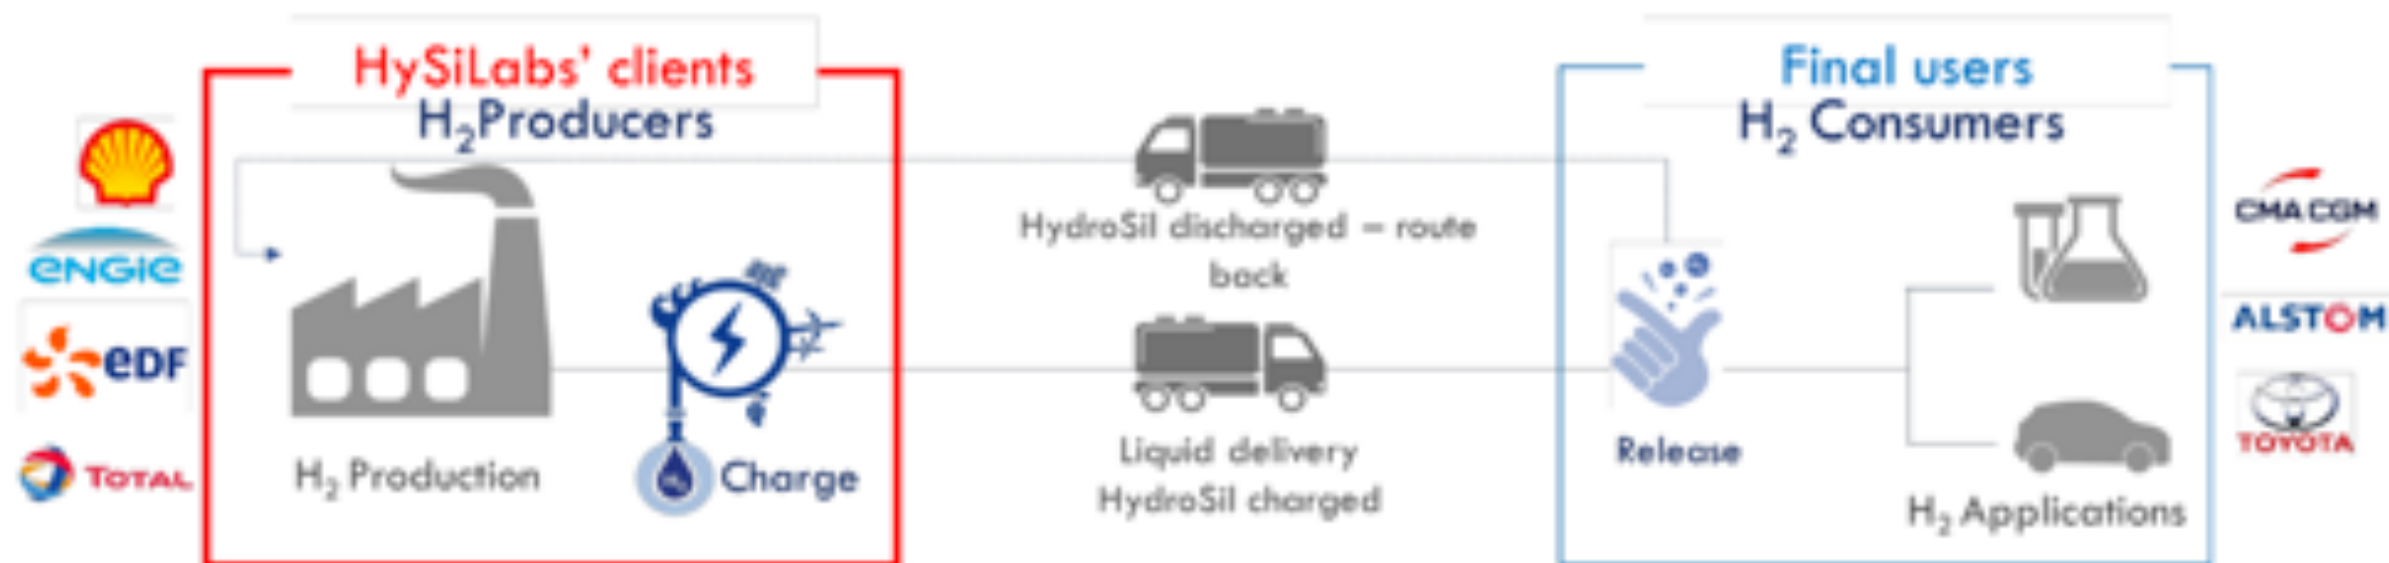 HySiLabs' clients
H₂Producers
eNGie
eDF
TOTAL
H₂ Production
Charge
HydroSil discharged – route
back
Liquid delivery
HydroSil charged
Final users
H₂ Consumers
Release
H₂ Applications
CMA CGM
ALSTOM
TOYOTA